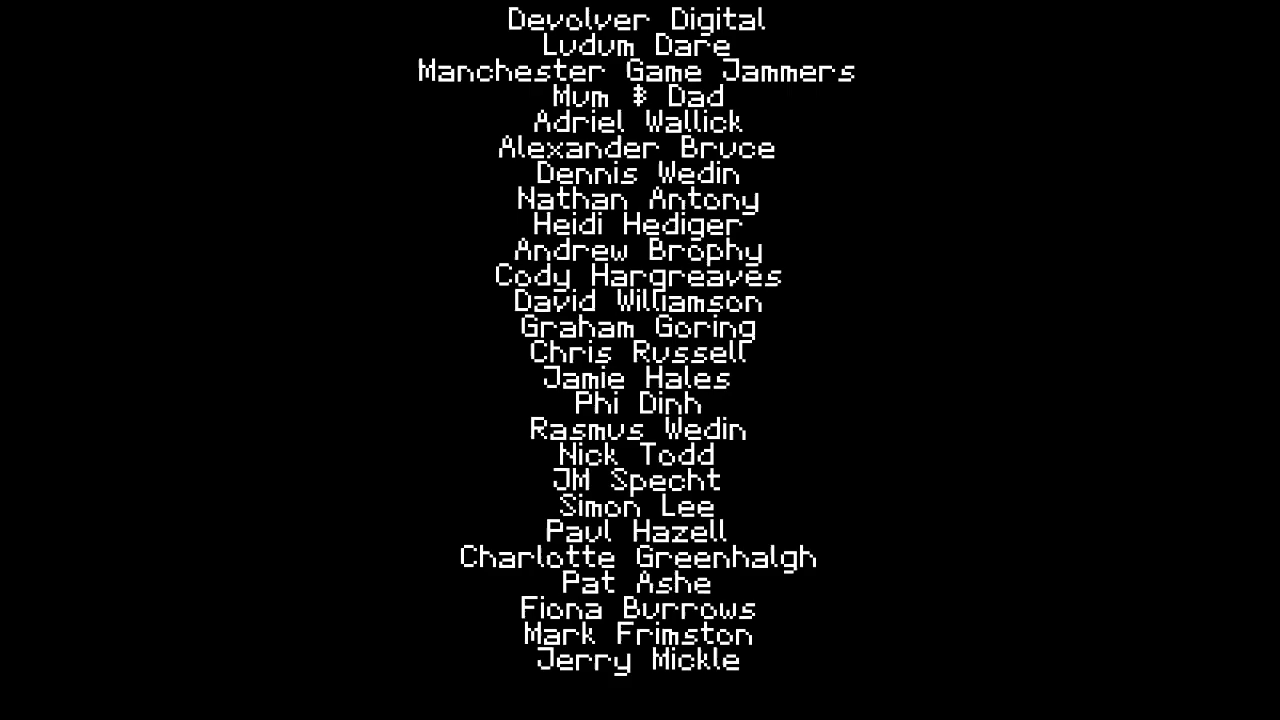 Devolver Digital
Ludum Dare
Manchester Game Jammers
Mum & Dad
Adriel Wallick
Alexander Bruce
Dennis Wedin
Nathan Antony
Heidi Hediger
Andrew Brophy
Cody Hargreaves
David Williamson
Graham Goring
Chris Russell
Jamie Hales
Phi Dinh
Rasmus Wedin
Nick Todd
JM Specht
Simon Lee
Paul Hazell
Charlotte Greenhalgh
Pat Ashe
Fiona Burrows
Mark Frimston
Jerry Mickle